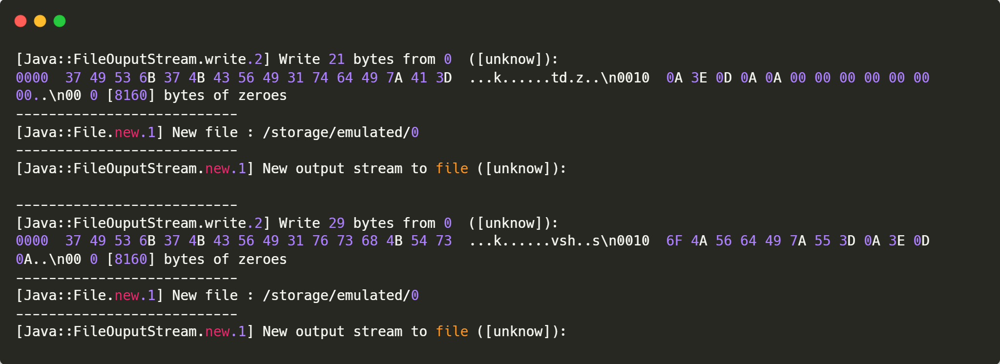 [Java::FileOuputStream.write.2] Write 21 bytes from 0  ([unknow]):
0000  37 49 53 6B 37 4B 43 56 49 31 74 64 49 7A 41 3D  ...k......td.z..\n0010  0A 3E 0D 0A 0A 00 00 00 00 00 00
00..\n00 0 [8160] bytes of zeroes
---------------------------
[Java::File.new.1] New file : /storage/emulated/0
---------------------------
[Java::FileOuputStream.new.1] New output stream to file ([unknow]):
---------------------------
[Java::FileOuputStream.write.2] Write 29 bytes from 0  ([unknow]):
0000  37 49 53 6B 37 4B 43 56 49 31 76 73 68 4B 54 73  ...k......vsh..s\n0010  6F 4A 56 64 49 7A 55 3D 0A 3E 0D
0A..\n00 0 [8160] bytes of zeroes
---------------------------
[Java::File.new.1] New file : /storage/emulated/0
---------------------------
[Java::FileOuputStream.new.1] New output stream to file ([unknow]):